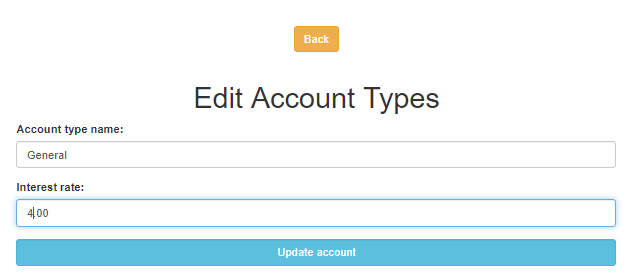 Back
Edit Account Types
Account type name:
General
Interest rate:
4.00
Update account